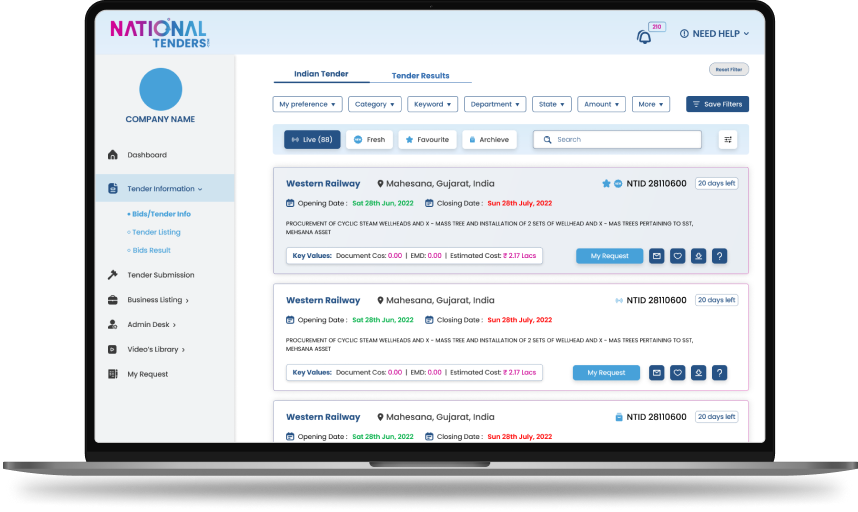 NATIONAL
TENDERS
210
NEED HELP
Reset Filter
Indian Tender
Tender Results
My preference
Category
Keyword
Department
State
Amount
More
Save Filters
Live (88)
Fresh
Favourite
Archieve
Search
COMPANY NAME
Dashboard
Tender Information
Bids/Tender Info
Tender Listing
Bids Result
Tender Submission
Business Listing
Admin Desk
Video's Library
My Request
Western Railway Mahesana, Gujarat, India NTID 28110600 20 days left
Opening Date : Sat 28th Jun, 2022 Closing Date : Sun 28th July, 2022
PROCUREMENT OF CYCLIC STEAM WELLHEADS AND X - MASS TREE AND INSTALLATION OF 2 SETS OF WELLHEAD AND X - MAS TREES PERTAINING TO SST,
MEHSANA ASSET
Key Values: Document Cos: 0.00 | EMD: 0.00 | Estimated Cost: ₹ 2.17 Lacs My Request ?
Western Railway Mahesana, Gujarat, India NTID 28110600 20 days left
Opening Date : Sat 28th Jun, 2022 Closing Date : Sun 28th July, 2022
PROCUREMENT OF CYCLIC STEAM WELLHEADS AND X - MASS TREE AND INSTALLATION OF 2 SETS OF WELLHEAD AND X - MAS TREES PERTAINING TO SST,
MEHSANA ASSET
Key Values: Document Cos: 0.00 | EMD: 0.00 | Estimated Cost: ₹ 2.17 Lacs My Request ?
Western Railway Mahesana, Gujarat, India NTID 28110600 20 days left
Opening Date : Sat 28th Jun, 2022 Closing Date : Sun 28th July, 2022